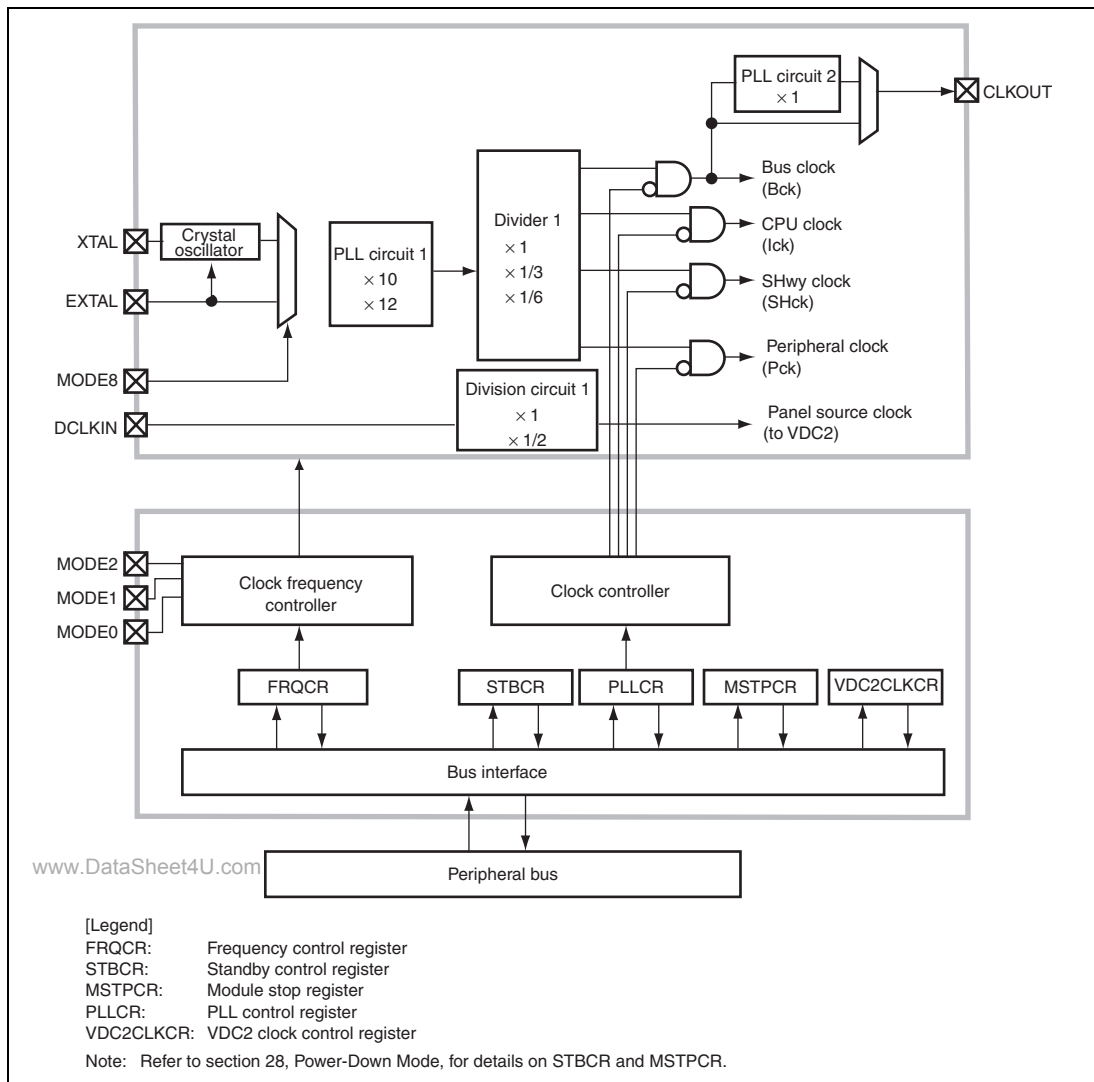 PLL circuit 2
× 1
CLKOUT
Bus clock
(Bck)
Divider 1
× 1
× 1/3
× 1/6
CPU clock
(Ick)
XTAL
Crystal
oscillator
PLL circuit 1
× 10
× 12
SHwy clock
(SHck)
EXTAL
Peripheral clock
(Pck)
MODE8
Division circuit 1
× 1
× 1/2
DCLKIN
Panel source clock
(to VDC2)
MODE2
MODE1
MODE0
Clock frequency
controller
Clock controller
FRQCR
STBCR
PLLCR
MSTPCR
VDC2CLKCR
Bus interface
www.DataSheet4U.com
Peripheral bus
[Legend]
FRQCR: Frequency control register
STBCR: Standby control register
MSTPCR: Module stop register
PLLCR: PLL control register
VDC2CLKCR: VDC2 clock control register
Note: Refer to section 28, Power-Down Mode, for details on STBCR and MSTPCR.